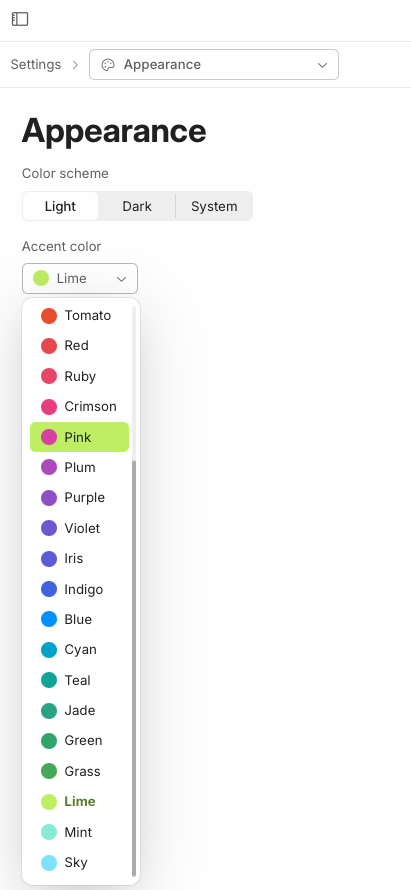 Settings > Appearance
Appearance
Color scheme
Light Dark System
Accent color
Lime
Tomato
Red
Ruby
Crimson
Pink
Plum
Purple
Violet
Iris
Indigo
Blue
Cyan
Teal
Jade
Green
Grass
Lime
Mint
Sky